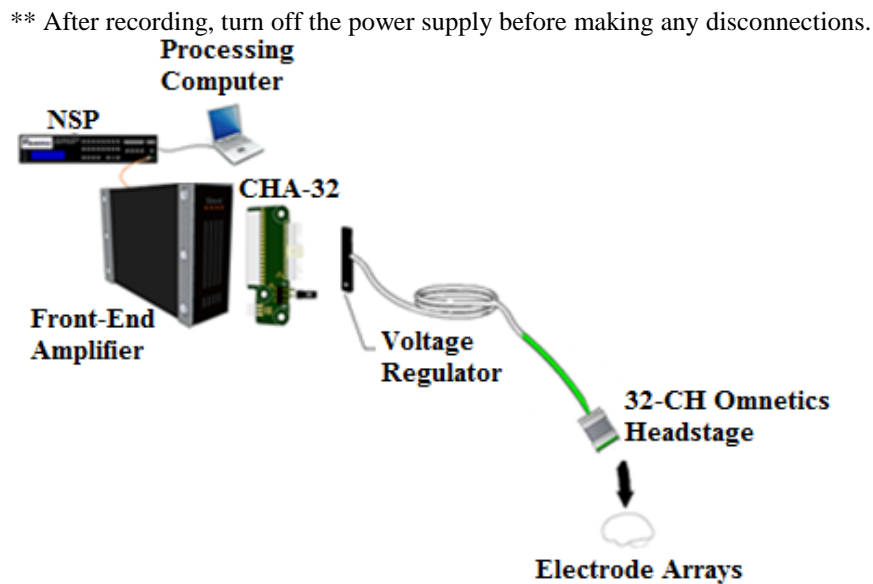 ** After recording, turn off the power supply before making any disconnections.
Processing
Computer
NSP
CHA-32
Front-End
Amplifier
Voltage
Regulator
32-CH Omnetics
Headstage
Electrode Arrays